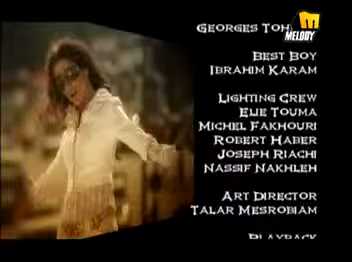 Georges Toh
MELODY
Best Boy
Ibrahim Karam
Lighting Crew
Elie Touma
Michel Fakhouri
Robert Haber
Joseph Riachi
Nassif Nakhleh
Art Director
Talar Mesrobiam
Playback